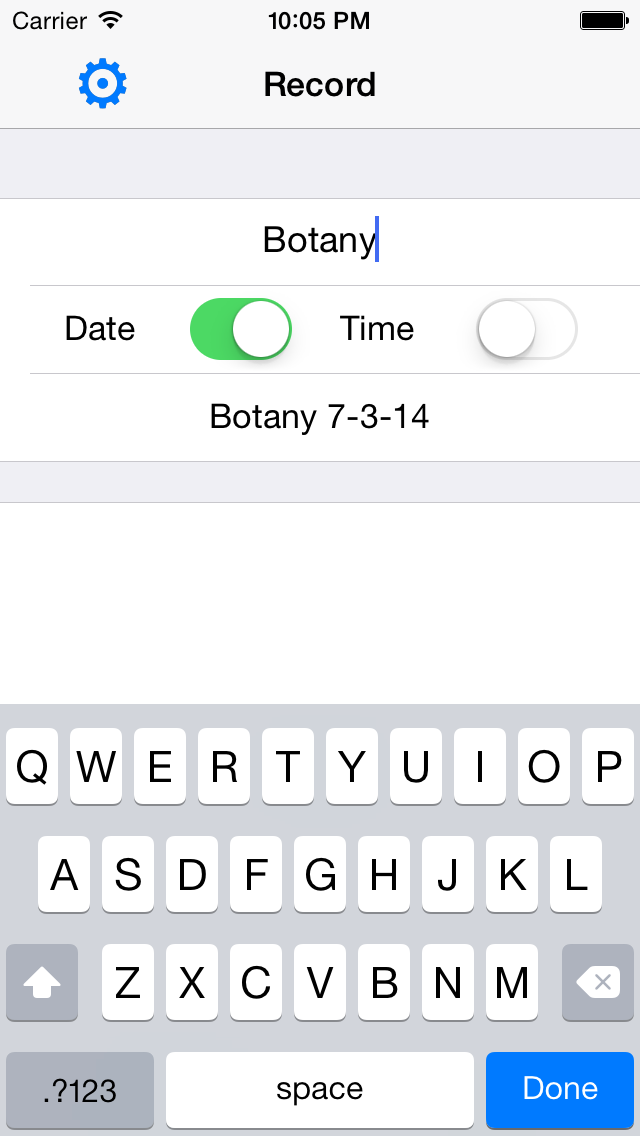 Carrier 10:05 PM
Record
Botany
Date Time
Botany 7-3-14
Q W E R T Y U I O P
A S D F G H J K L
Z X C V B N M
.?123 space Done